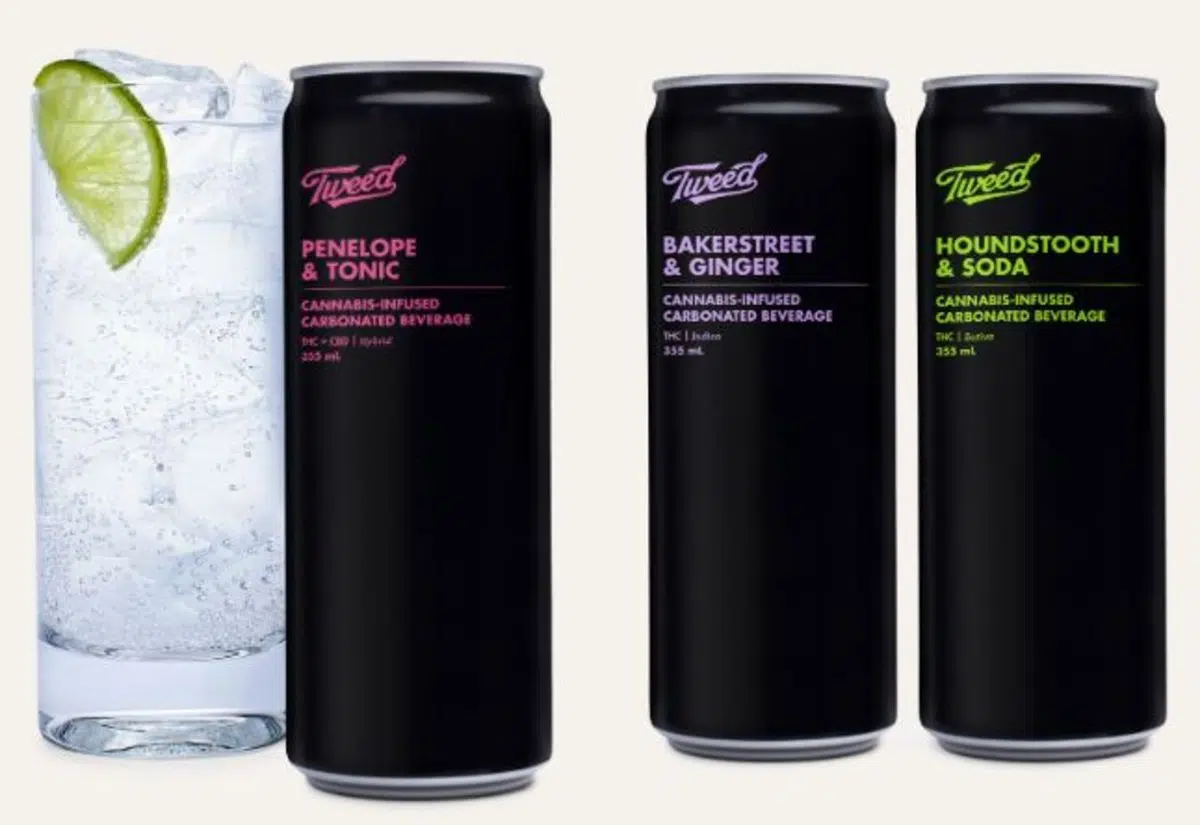 Tweed
PENELOPE
& TONIC
CANNABIS-INFUSED
CARBONATED BEVERAGE
THC + CBD | Hybrid
355 mL
Tweed
BAKERSTREET
& GINGER
CANNABIS-INFUSED
CARBONATED BEVERAGE
THC | Indica
355 mL
Tweed
HOUNDSTOOTH
& SODA
CANNABIS-INFUSED
CARBONATED BEVERAGE
THC | Sativa
355 mL